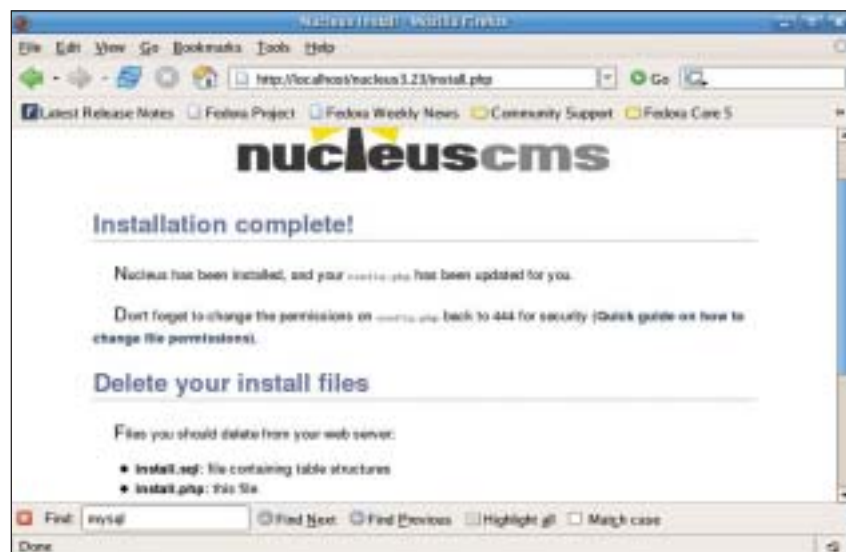 Nucleus Install - Mozilla Firefox
File Edit View Go Bookmarks Tools Help
http://localhost/nucleus3.23/install.php Go
Latest Release Notes Fedora Project Fedora Weekly News Community Support Fedora Core 5 »
nucleuscms
Installation complete!
Nucleus has been installed, and your config.php has been updated for you.
Don't forget to change the permissions on config.php back to 444 for security (Quick guide on how to
change file permissions).
Delete your install files
Files you should delete from your web server:
• install.sql: file containing table structures
• install.php: this file
Find: mysql Find Next Find Previous Highlight all Match case
Done